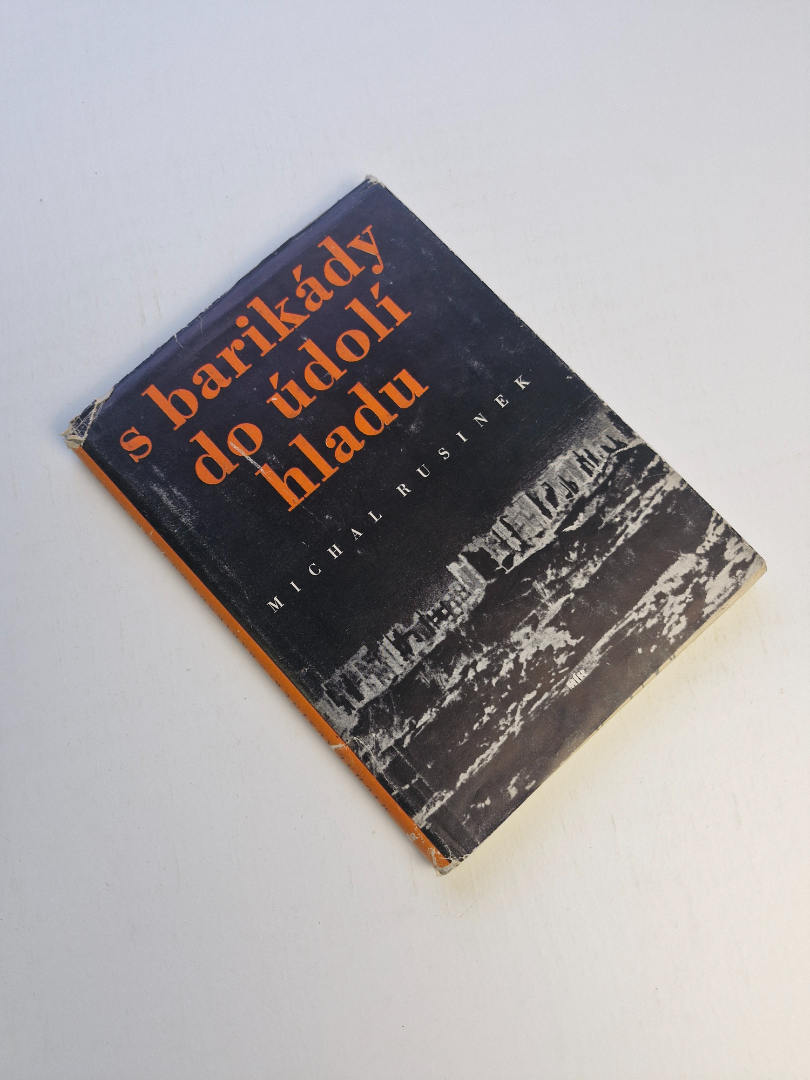 s barikády
do údolí
hladu
MICHAL RUSINEK